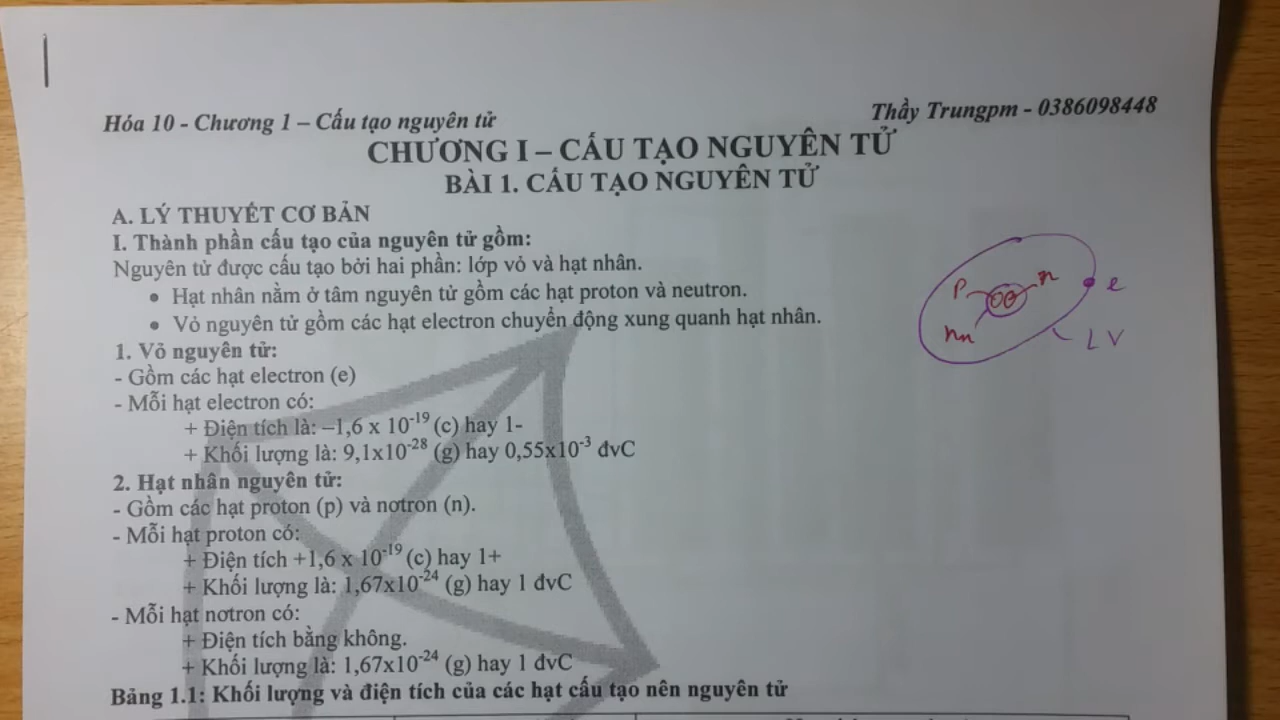 Hóa 10 - Chương 1 – Cấu tạo nguyên tử
Thầy Trungpm - 0386098448
CHƯƠNG I – CẤU TẠO NGUYÊN TỬ
BÀI 1. CẤU TẠO NGUYÊN TỬ
A. LÝ THUYẾT CƠ BẢN
I. Thành phần cấu tạo của nguyên tử gồm:
Nguyên tử được cấu tạo bởi hai phần: lớp vỏ và hạt nhân.
• Hạt nhân nằm ở tâm nguyên tử gồm các hạt proton và neutron.
• Vỏ nguyên tử gồm các hạt electron chuyển động xung quanh hạt nhân.
P
n
e
hn
LV
1. Vỏ nguyên tử:
- Gồm các hạt electron (e)
- Mỗi hạt electron có:
+ Điện tích là: –1,6 x 10⁻¹⁹ (c) hay 1-
+ Khối lượng là: 9,1x10⁻²⁸ (g) hay 0,55x10⁻³ đvC
2. Hạt nhân nguyên tử:
- Gồm các hạt proton (p) và nơtron (n).
- Mỗi hạt proton có:
+ Điện tích +1,6 x 10⁻¹⁹ (c) hay 1+
+ Khối lượng là: 1,67x10⁻²⁴ (g) hay 1 đvC
- Mỗi hạt nơtron có:
+ Điện tích bằng không.
+ Khối lượng là: 1,67x10⁻²⁴ (g) hay 1 đvC
Bảng 1.1: Khối lượng và điện tích của các hạt cấu tạo nên nguyên tử